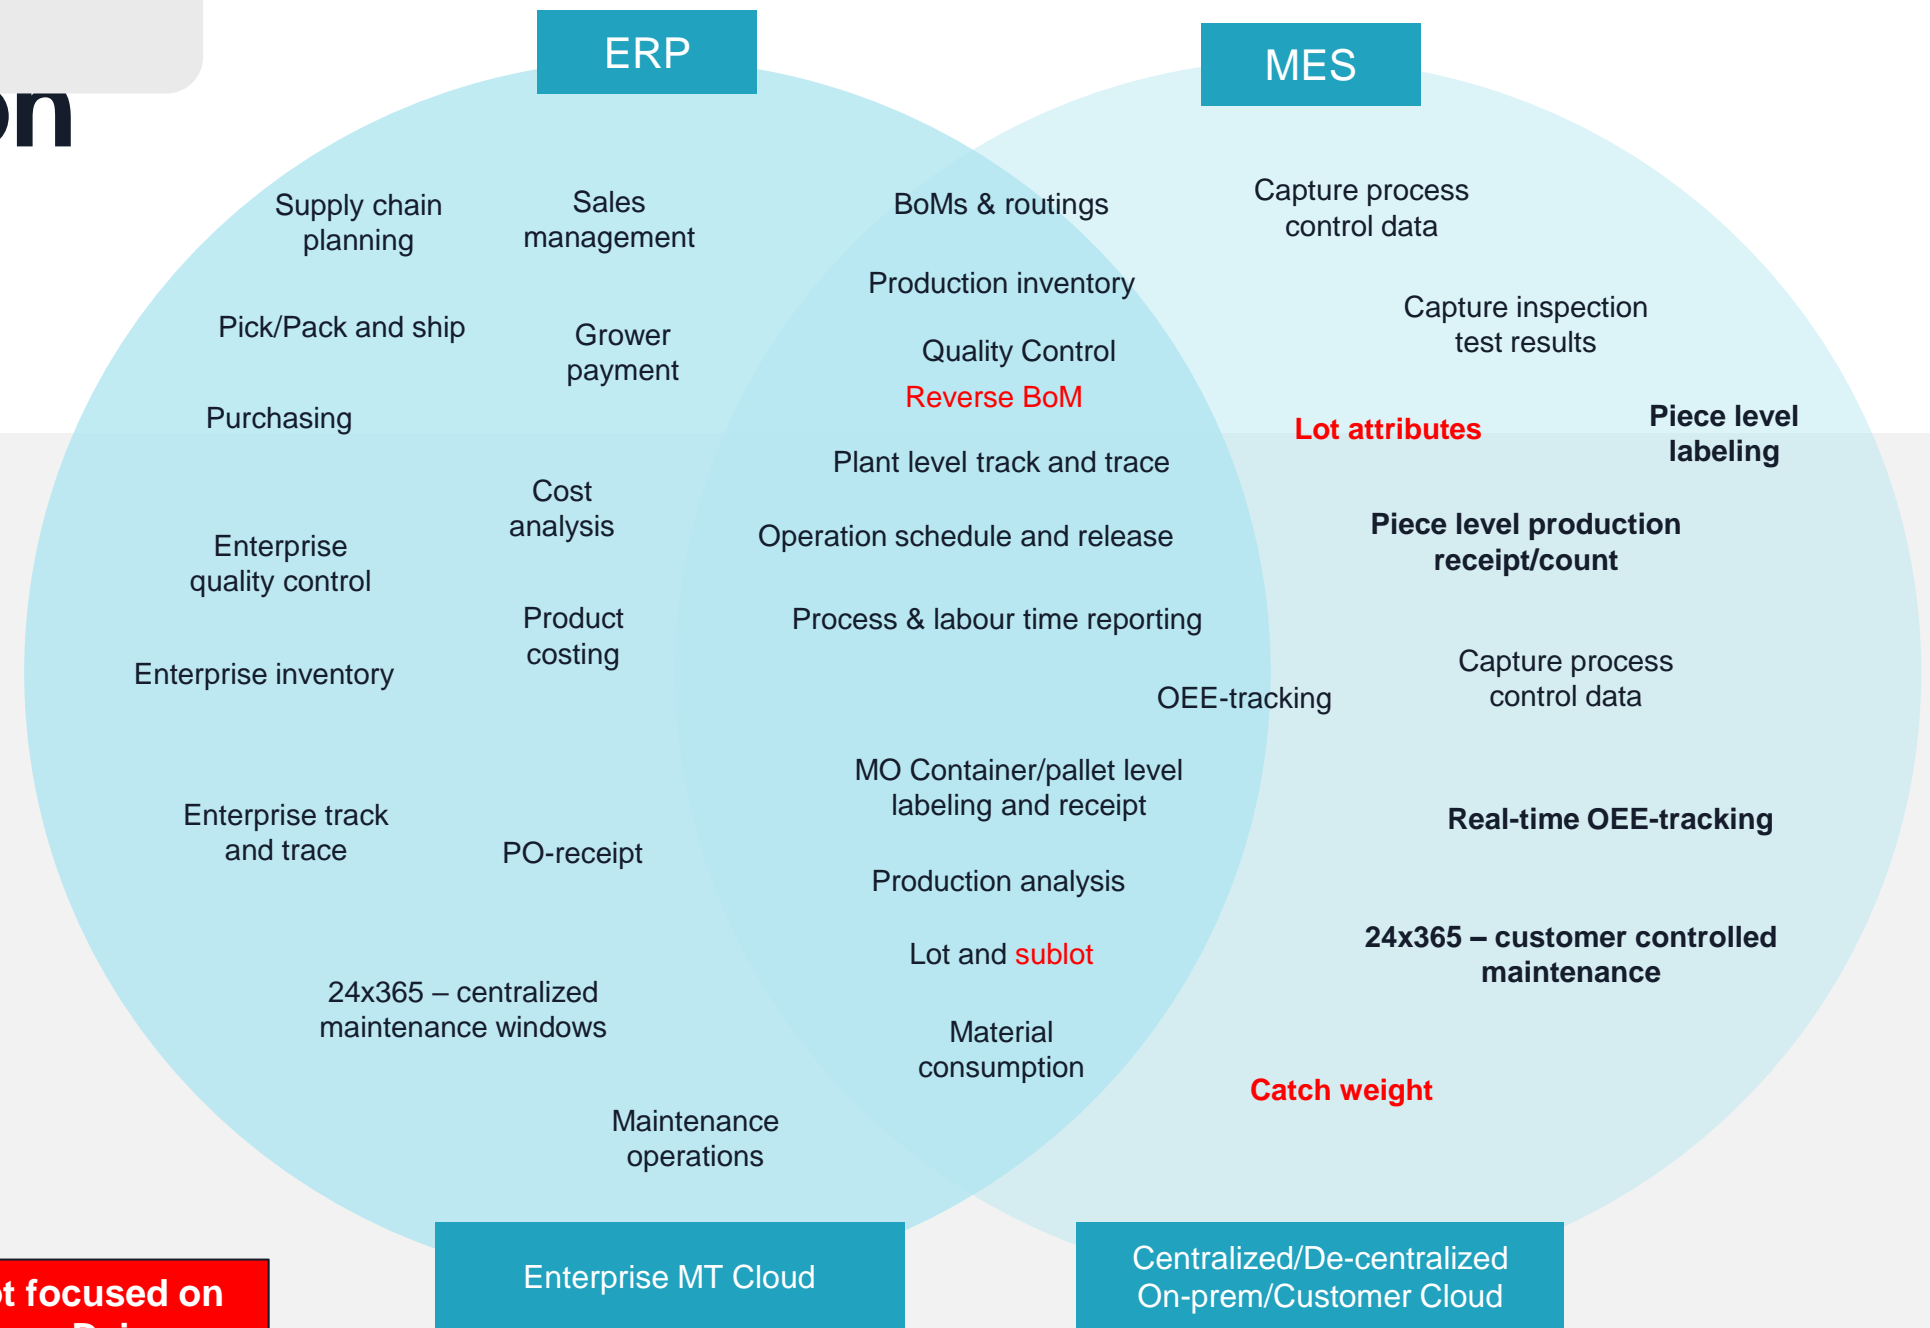 ERP
MES
Supply chain
planning
Sales
management
Pick/Pack and ship
Grower
payment
Purchasing
Cost
analysis
Enterprise
quality control
Product
costing
Enterprise inventory
Enterprise track
and trace
PO-receipt
24x365 – centralized
maintenance windows
Maintenance
operations
BoMs & routings
Production inventory
Quality Control
Reverse BoM
Plant level track and trace
Operation schedule and release
Process & labour time reporting
OEE-tracking
MO Container/pallet level
labeling and receipt
Production analysis
Lot and sublot
Material
consumption
Capture process
control data
Capture inspection
test results
Lot attributes
Piece level
labeling
Piece level production
receipt/count
Capture process
control data
Real-time OEE-tracking
24x365 – customer controlled
maintenance
Catch weight
Enterprise MT Cloud
Centralized/De-centralized
On-prem/Customer Cloud
focused on